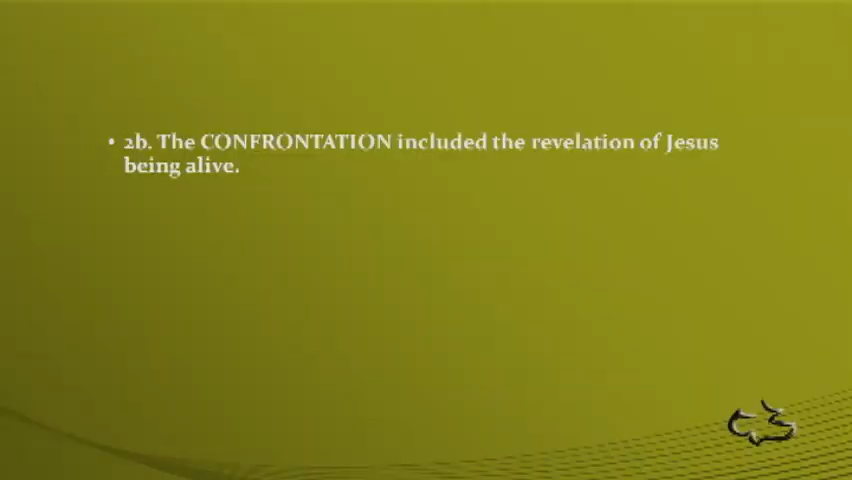 • 2b. The CONFRONTATION included the revelation of Jesus
being alive.